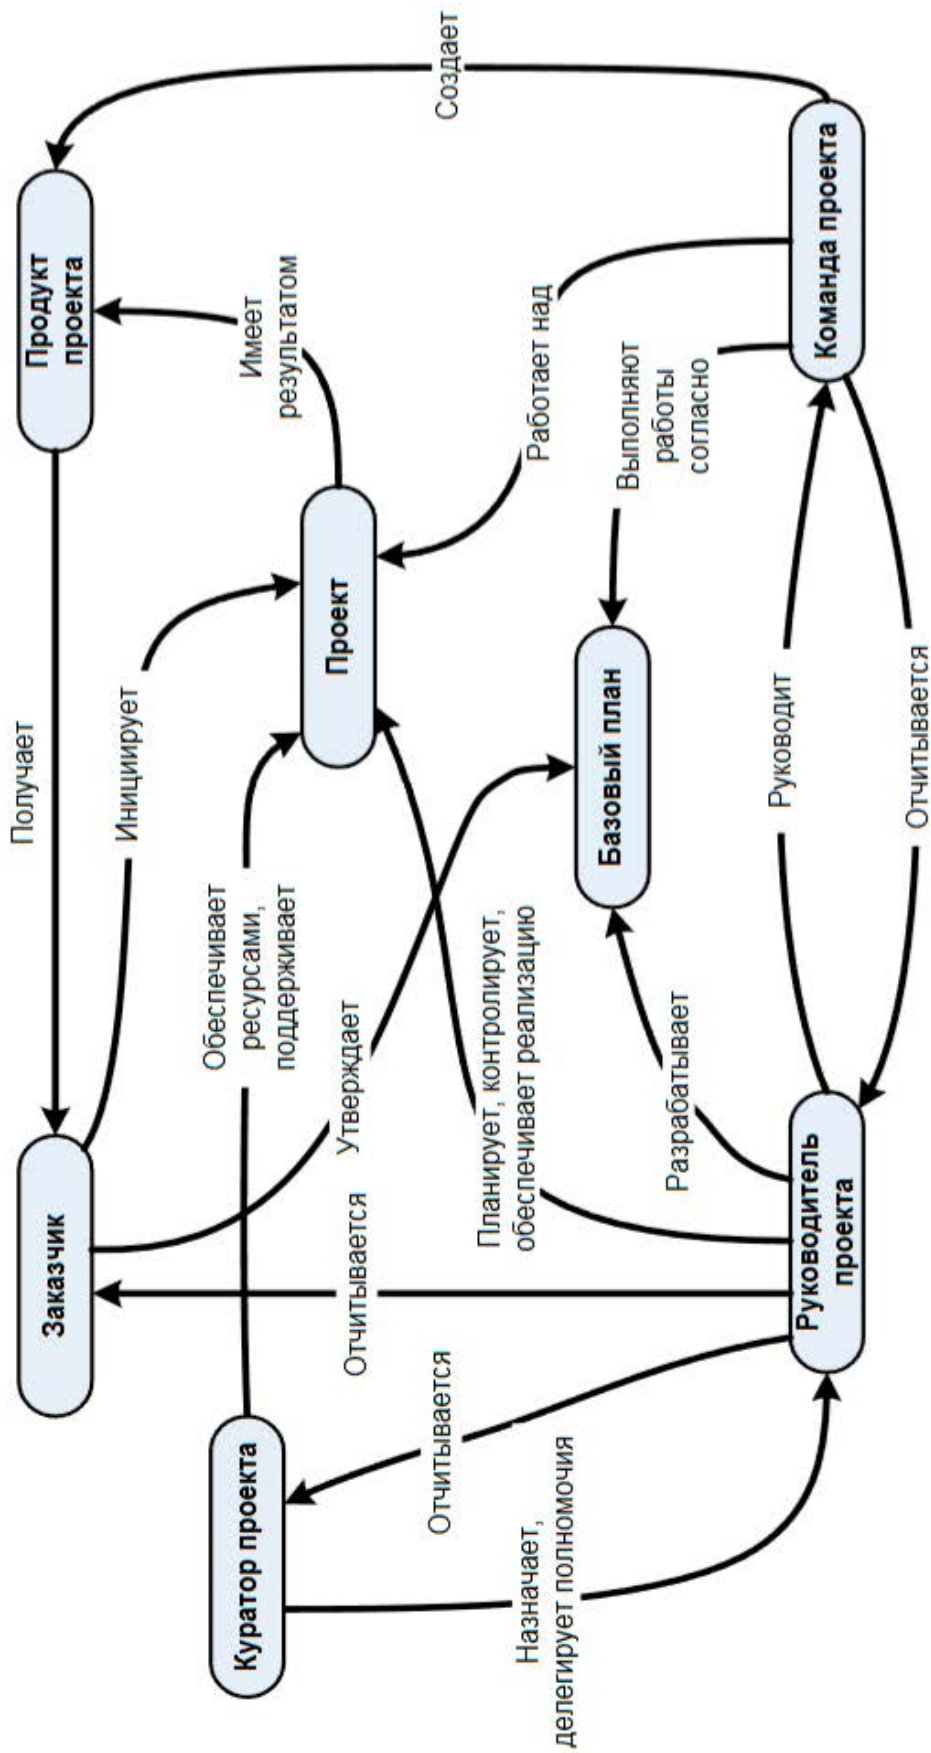 Получает
Заказчик
Продукт
проекта
Инициирует
Имеет
результатом
Создает
Обеспечивает
ресурсами,
поддерживает
Куратор проекта
Проект
Утверждает
Отчитывается
Отчитывается
Планирует, контролирует,
обеспечивает реализацию
Работает над
Назначает,
делегирует полномочия
Базовый план
Выполняют
работы
согласно
Разрабатывает
Руководит
Руководитель
проекта
Команда проекта
Отчитывается